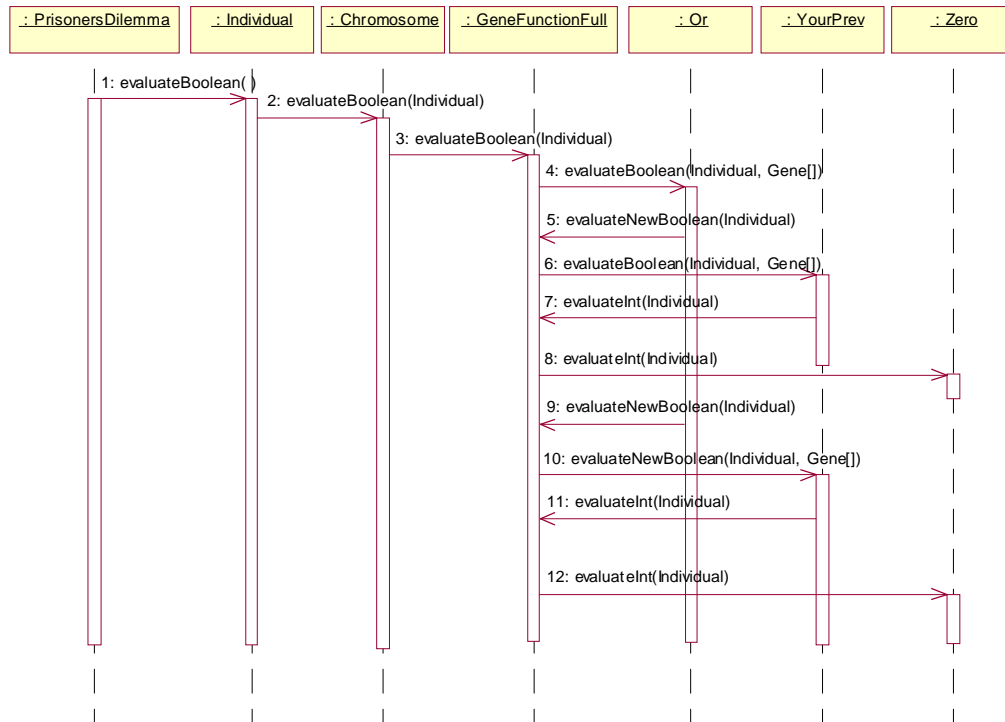 : PrisonersDilemma
: Individual
: Chromosome
: GeneFunctionFull
: Or
: YourPrev
: Zero
1: evaluateBoolean( )
2: evaluateBoolean(Individual)
3: evaluateBoolean(Individual)
4: evaluateBoolean(Individual, Gene[])
5: evaluateNewBoolean(Individual)
6: evaluateBoolean(Individual, Gene[])
7: evaluateInt(Individual)
8: evaluateInt(Individual)
9: evaluateNewBoolean(Individual)
10: evaluateNewBoolean(Individual, Gene[])
11: evaluateInt(Individual)
12: evaluateInt(Individual)